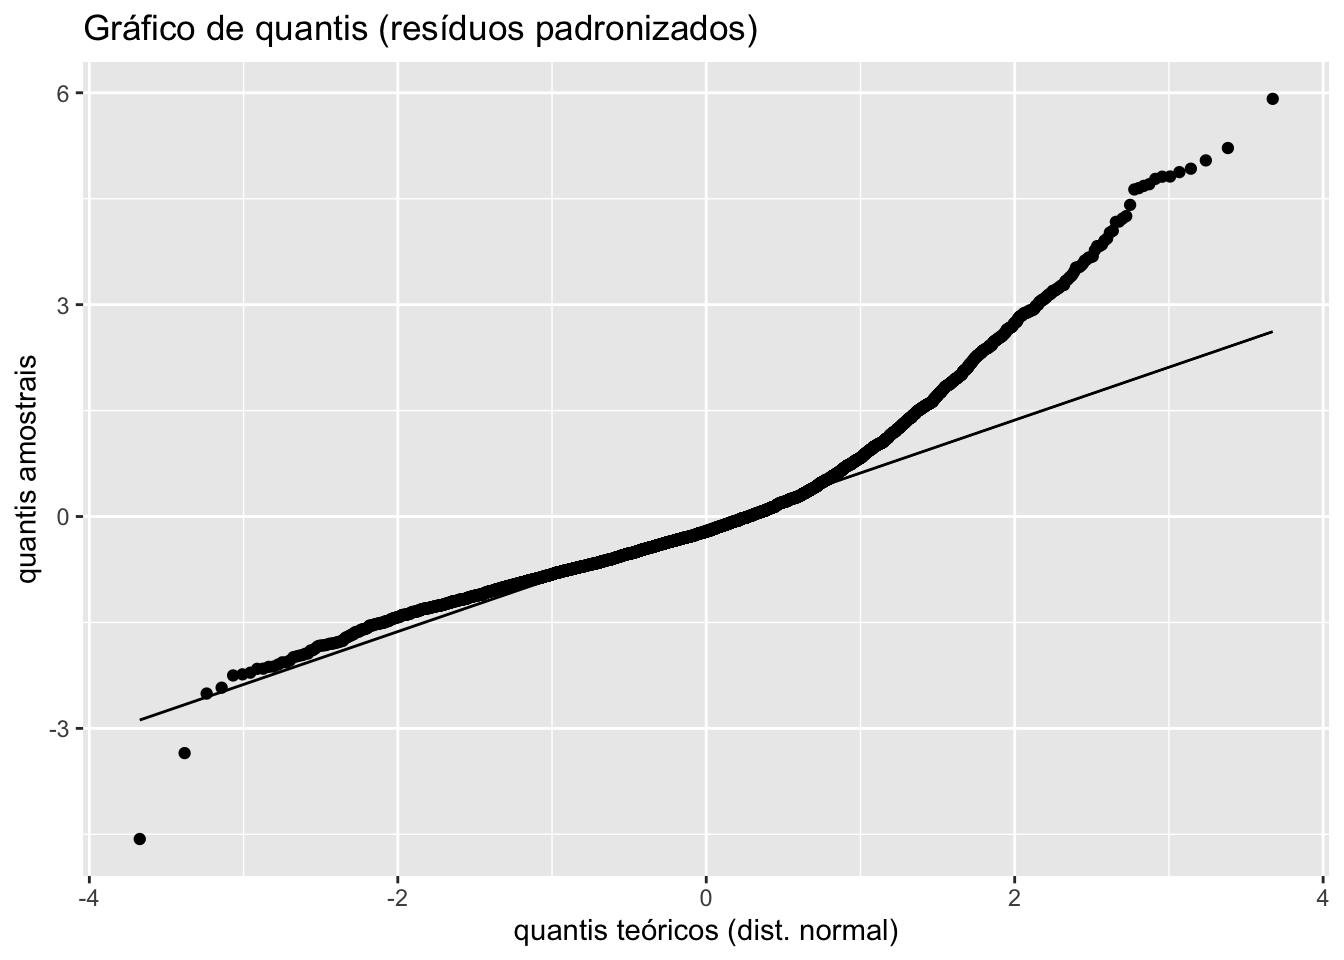 Gráfico de quantis (resíduos padronizados)
6
3
0
-3
quantis amostrais
-4 -2 0 2 4
quantis teóricos (dist. normal)